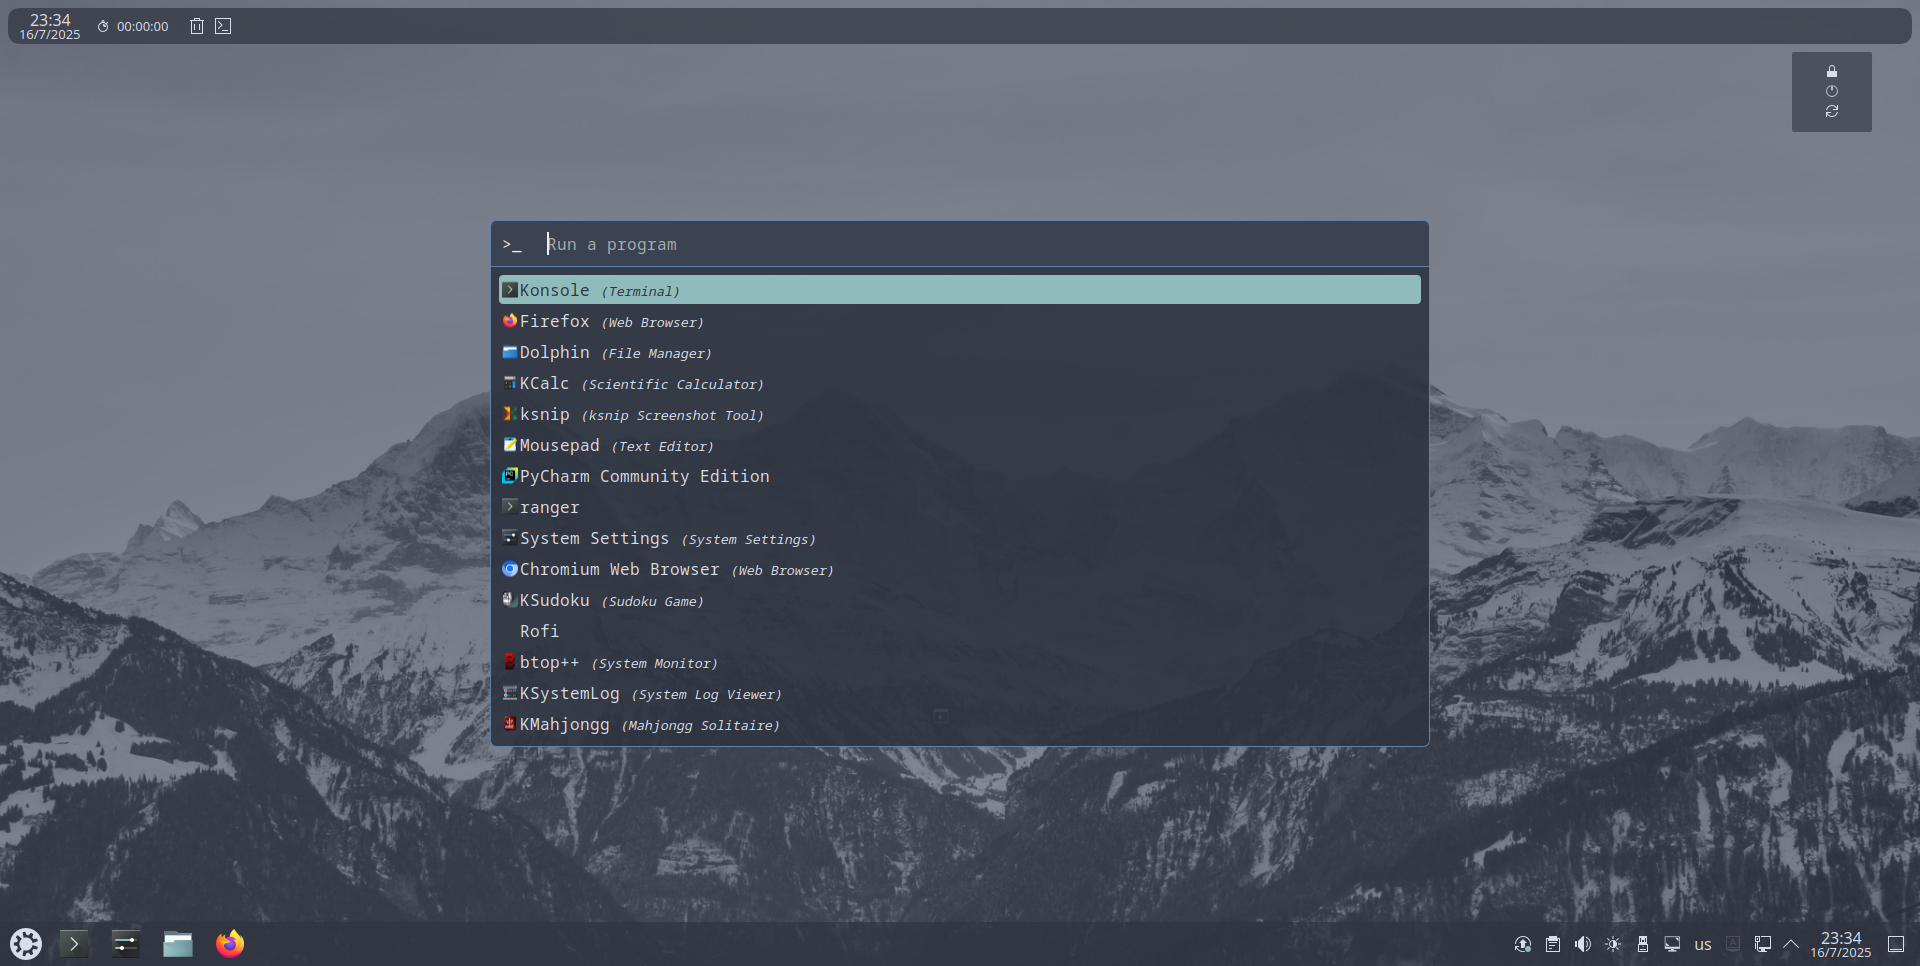 23:34
16/7/2025
00:00:00
>_ Run a program
Konsole (Terminal)
Firefox (Web Browser)
Dolphin (File Manager)
KCalc (Scientific Calculator)
ksnip (ksnip Screenshot Tool)
Mousepad (Text Editor)
PyCharm Community Edition
ranger
System Settings (System Settings)
Chromium Web Browser (Web Browser)
KSudoku (Sudoku Game)
Rofi
btop++ (System Monitor)
KSystemLog (System Log Viewer)
KMahjongg (Mahjongg Solitaire)
us
23:34
16/7/2025